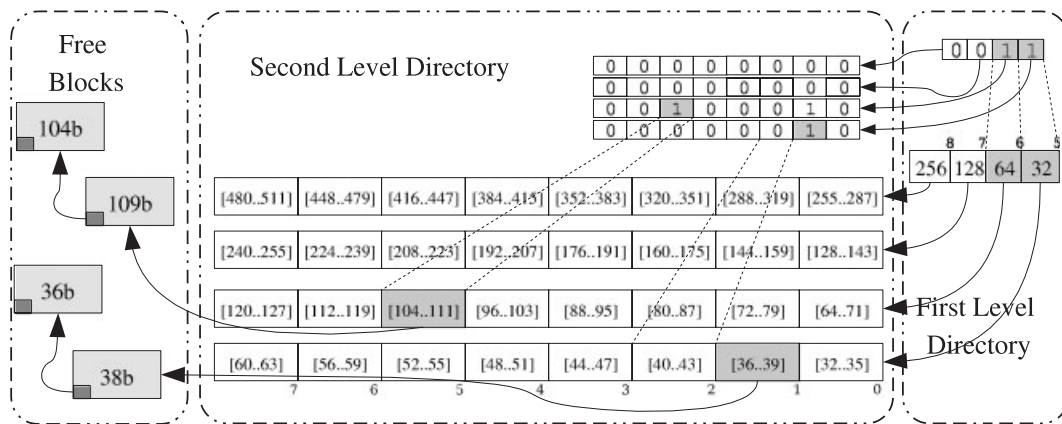 Free
Blocks
104b
109b
36b
38b
Second Level Directory
0 0 0 0 0 0 0 0
0 0 0 0 0 0 0 0
0 0 1 0 0 0 1 0
0 0 0 0 0 0 1 0
[480..511] [448..479] [416..447] [384..415] [352..383] [320..351] [288..319] [255..287]
[240..255] [224..239] [208..223] [192..207] [176..191] [160..175] [144..159] [128..143]
[120..127] [112..119] [104..111] [96..103] [88..95] [80..87] [72..79] [64..71]
[60..63] [56..59] [52..55] [48..51] [44..47] [40..43] [36..39] [32..35]
7 6 5 4 3 2 1 0
0 0 1 1
8 7 6 5
256 128 64 32
First Level
Directory